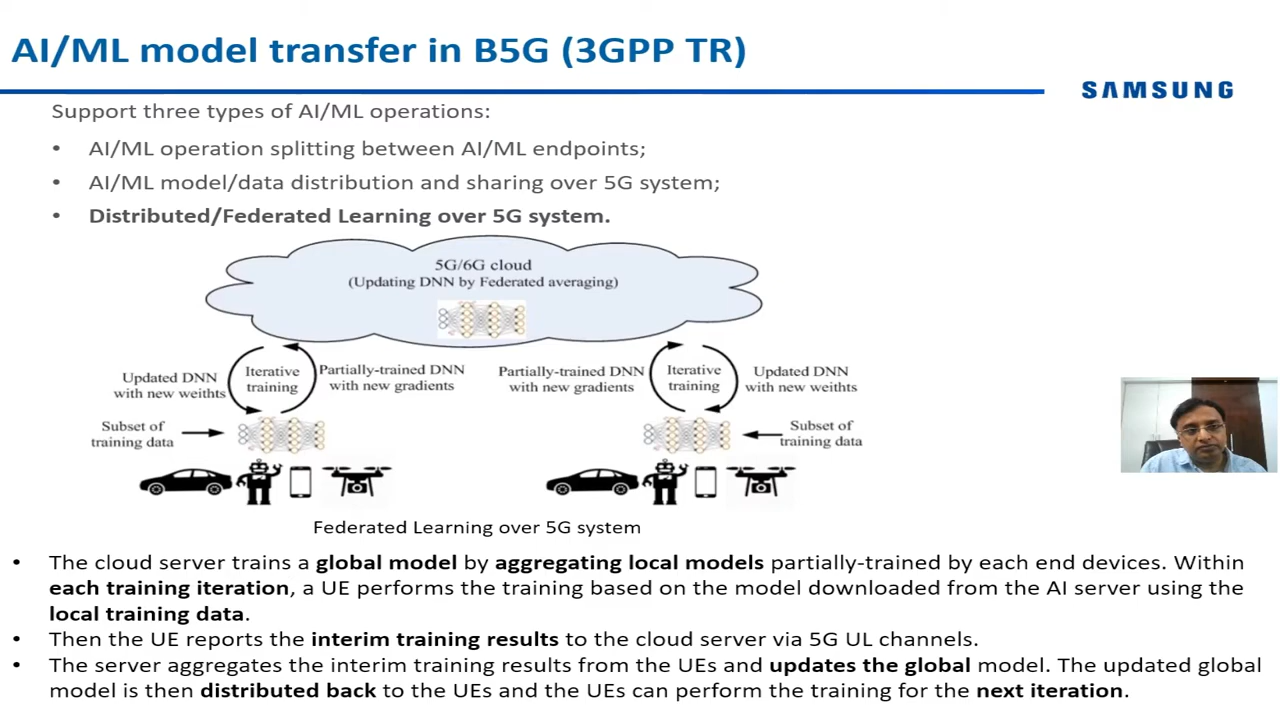 AI/ML model transfer in B5G (3GPP TR)
SAMSUNG
Support three types of AI/ML operations:
• AI/ML operation splitting between AI/ML endpoints;
• AI/ML model/data distribution and sharing over 5G system;
• Distributed/Federated Learning over 5G system.
5G/6G cloud
(Updating DNN by Federated averaging)
Updated DNN
with new weithts
Iterative
training
Partially-trained DNN
with new gradients
Partially-trained DNN
with new gradients
Iterative
training
Updated DNN
with new weithts
Subset of
training data
Subset of
training data
Federated Learning over 5G system
• The cloud server trains a global model by aggregating local models partially-trained by each end devices. Within
each training iteration, a UE performs the training based on the model downloaded from the AI server using the
local training data.
• Then the UE reports the interim training results to the cloud server via 5G UL channels.
• The server aggregates the interim training results from the UEs and updates the global model. The updated global
model is then distributed back to the UEs and the UEs can perform the training for the next iteration.